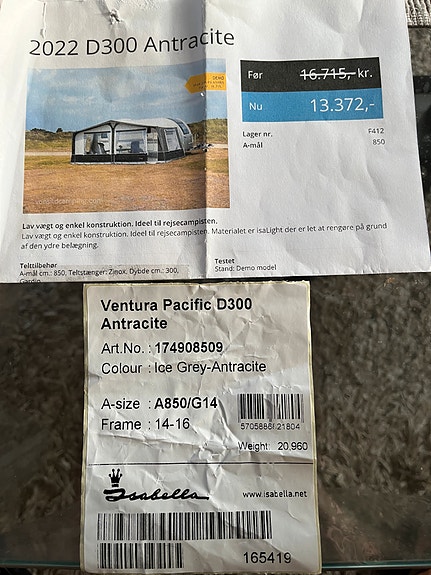 2022 D300 Antracite
DEMO
Før 16.715,- kr.
Nu 13.372,-
Lager nr. F412
A-mål 850
Lav vægt og enkel konstruktion. Ideel til rejsecampisten.
Lav vægt og enkel konstruktion. Ideel til rejsecampisten. Materialet er isaLight der er let at rengøre på grund
af den ydre belægning.
Telttilbehør
A-mål cm.: 850, Teltstænger: Zinox, Dybde cm.: 300,
Gardin
Testet
Stand: Demo model
Ventura Pacific D300
Antracite
Art.No. : 174908509
Colour : Ice Grey-Antracite
A-size : A850/G14
Frame : 14-16
Weight: 20,960
Isabella
www.isabella.net
165419